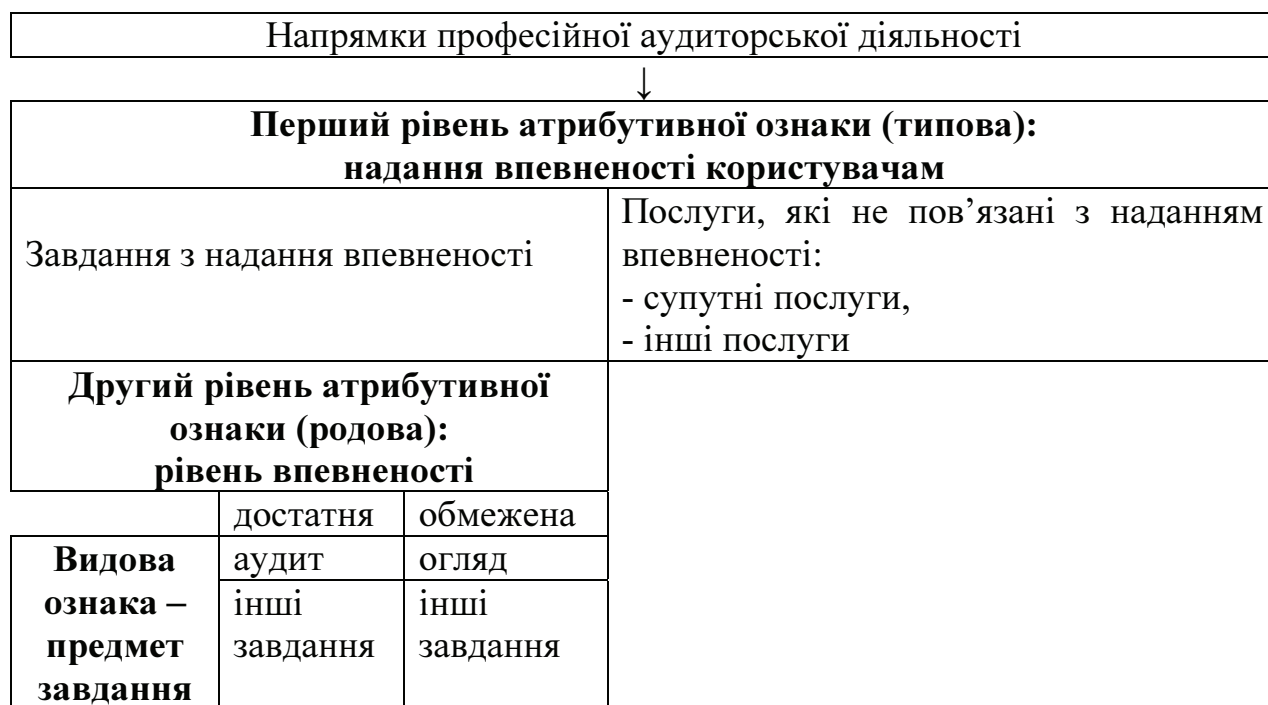 Напрямки професійної аудиторської діяльності
↓
Перший рівень атрибутивної ознаки (типова):
надання впевненості користувачам
Завдання з надання впевненості
Послуги, які не пов’язані з наданням
впевненості:
- супутні послуги,
- інші послуги
Другий рівень атрибутивної
ознаки (родова):
рівень впевненості
достатня
обмежена
Видова
ознака –
предмет
завдання
аудит
огляд
інші
завдання
інші
завдання